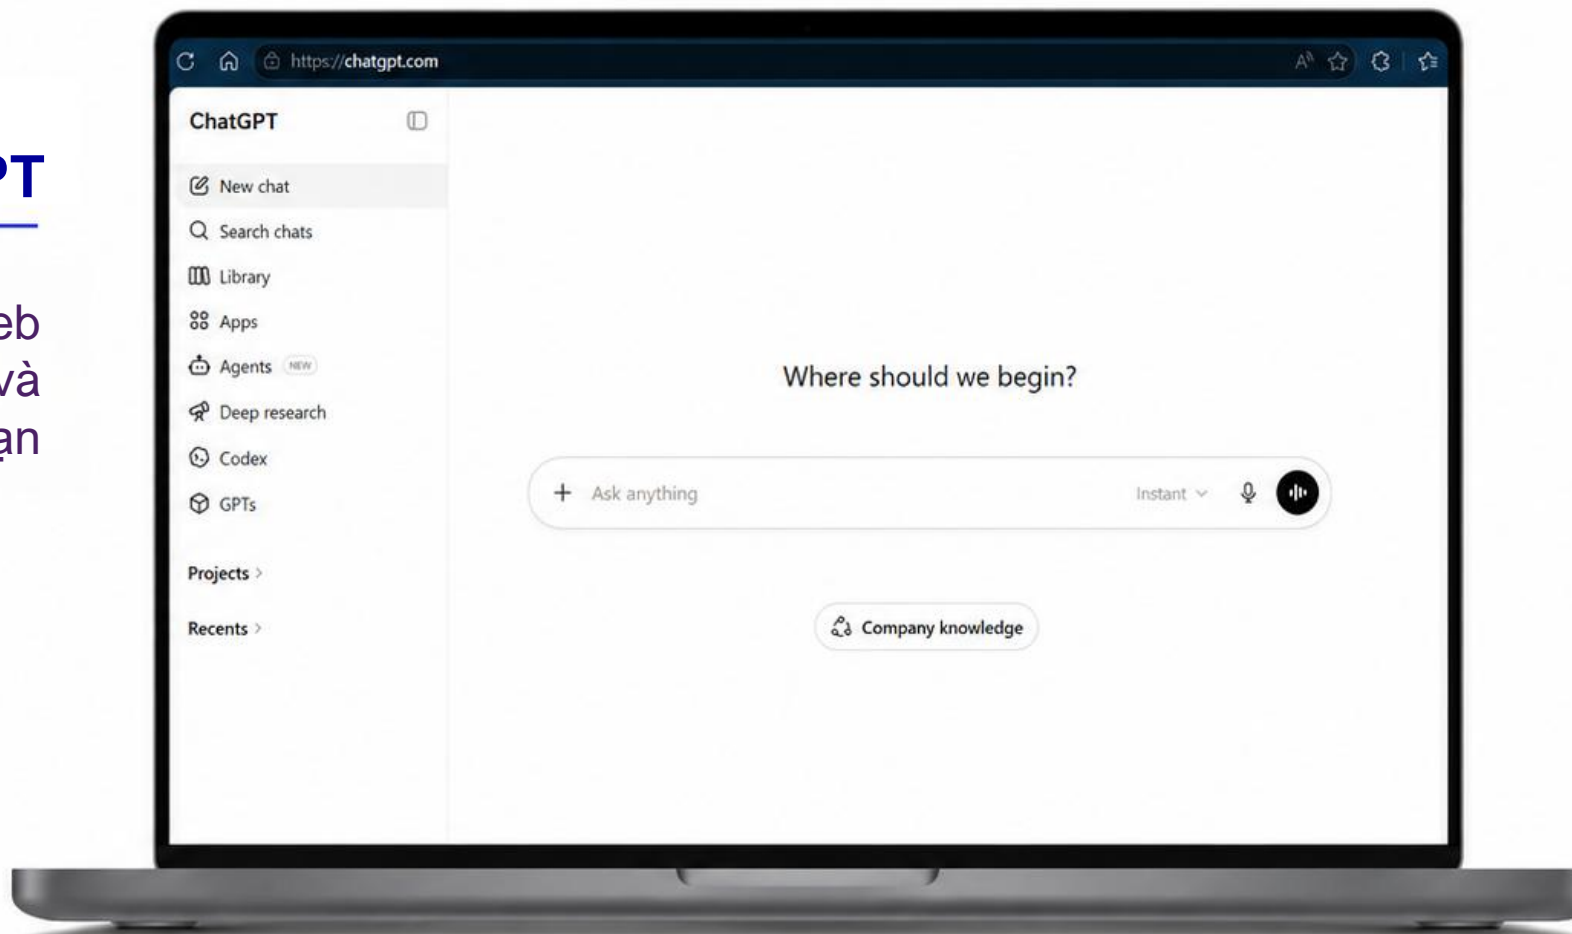 PT
eb
và
ạn
https://chatgpt.com
A
ChatGPT
New chat
Search chats
Library
Apps
Agents NEW
Deep research
Codex
GPTs
Projects >
Recents >
Where should we begin?
+ Ask anything Instant
Company knowledge